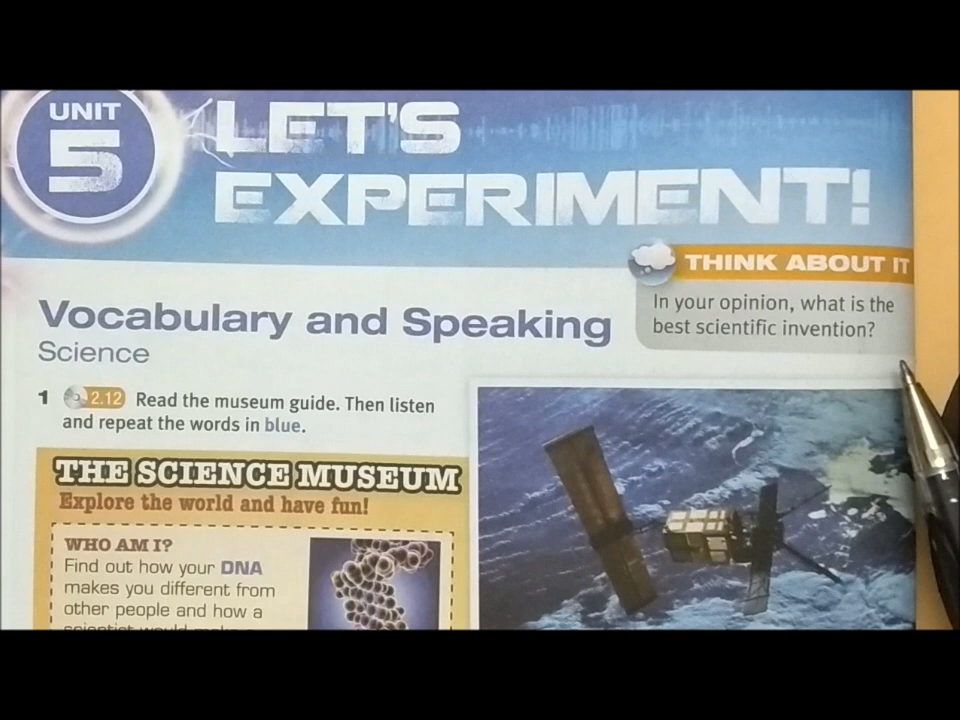 UNIT
5
LET'S
EXPERIMENT!
THINK ABOUT IT
In your opinion, what is the
best scientific invention?
Vocabulary and Speaking
Science
1 2.12 Read the museum guide. Then listen
and repeat the words in blue.
THE SCIENCE MUSEUM
Explore the world and have fun!
WHO AM I?
Find out how your DNA
makes you different from
other people and how a
scientist would